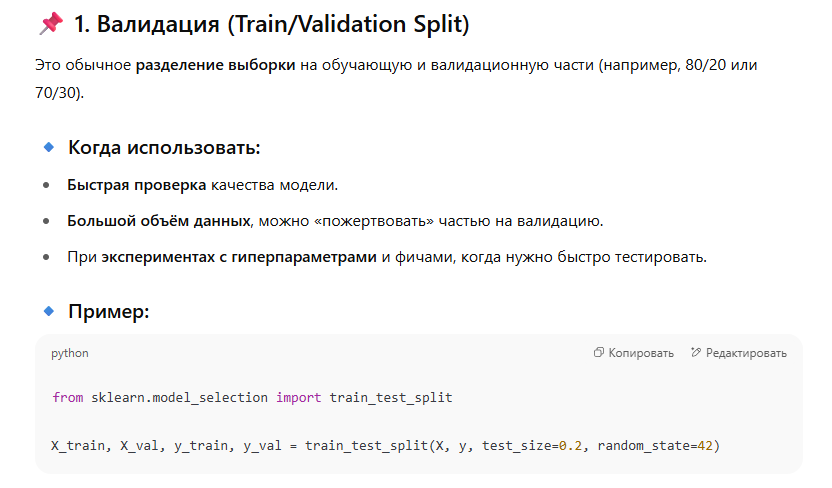 📌 1. Валидация (Train/Validation Split)
Это обычное разделение выборки на обучающую и валидационную части (например, 80/20 или
70/30).
🔹 Когда использовать:
• Быстрая проверка качества модели.
• Большой объём данных, можно «пожертвовать» частью на валидацию.
• При экспериментах с гиперпараметрами и фичами, когда нужно быстро тестировать.
🔹 Пример:
python Копировать Редактировать
from sklearn.model_selection import train_test_split
X_train, X_val, y_train, y_val = train_test_split(X, y, test_size=0.2, random_state=42)